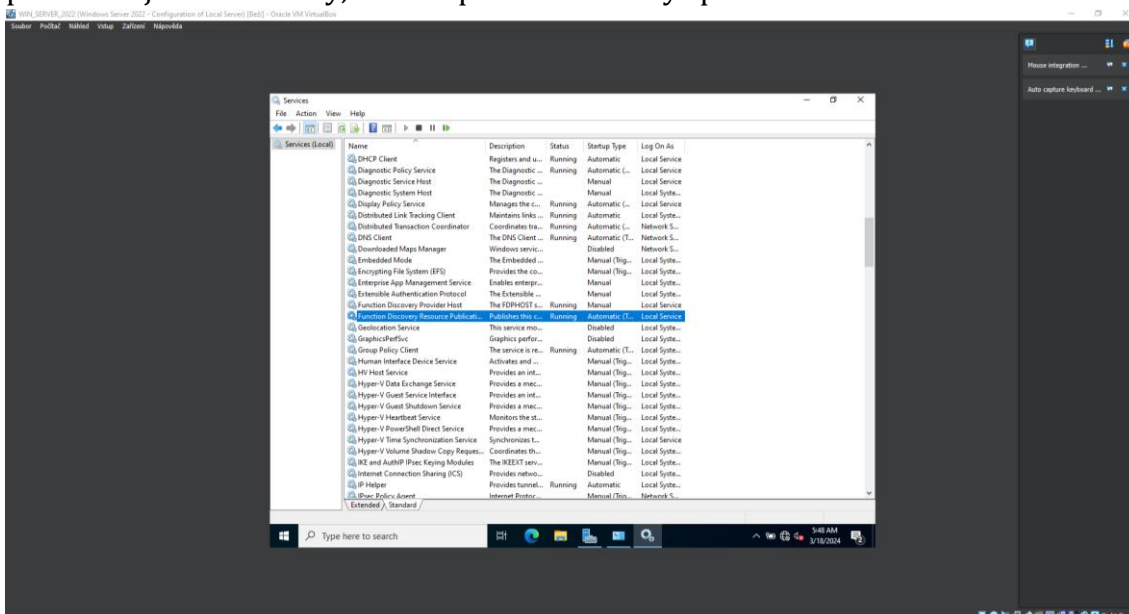 WIN_SERVER_2022 (Windows Server 2022 - Configuration of Local Server) [Běží] - Oracle VM VirtualBox
Soubor Počítač Náhled Vstup Zařízení Nápověda
Mouse integration ...
Auto capture keyboard ...
Services
File Action View Help
Services (Local)
Name Description Status Startup Type Log On As
DHCP Client Registers and u... Running Automatic Local Service
Diagnostic Policy Service The Diagnostic ... Running Automatic (... Local Service
Diagnostic Service Host The Diagnostic ... Manual Local Service
Diagnostic System Host The Diagnostic ... Manual Local Syste...
Display Policy Service Manages the c... Running Automatic (... Local Service
Distributed Link Tracking Client Maintains links ... Running Automatic Local Syste...
Distributed Transaction Coordinator Coordinates tra... Running Automatic (... Network S...
DNS Client The DNS Client ... Running Automatic (T... Network S...
Downloaded Maps Manager Windows servic... Disabled Network S...
Embedded Mode The Embedded ... Manual (Trig... Local Syste...
Encrypting File System (EFS) Provides the co... Manual (Trig... Local Syste...
Enterprise App Management Service Enables enterpr... Manual Local Syste...
Extensible Authentication Protocol The Extensible ... Manual Local Syste...
Function Discovery Provider Host The FDPHOST s... Running Manual Local Service
Function Discovery Resource Publicati... Publishes this c... Running Automatic (T... Local Service
Geolocation Service This service mo... Disabled Local Syste...
GraphicsPerfSvc Graphics perfor... Disabled Local Syste...
Group Policy Client The service is re... Running Automatic (T... Local Syste...
Human Interface Device Service Activates and ... Manual (Trig... Local Syste...
HV Host Service Provides an int... Manual (Trig... Local Syste...
Hyper-V Data Exchange Service Provides a mec... Manual (Trig... Local Syste...
Hyper-V Guest Service Interface Provides an int... Manual (Trig... Local Syste...
Hyper-V Guest Shutdown Service Provides a mec... Manual (Trig... Local Syste...
Hyper-V Heartbeat Service Monitors the st... Manual (Trig... Local Syste...
Hyper-V PowerShell Direct Service Provides a mec... Manual (Trig... Local Syste...
Hyper-V Time Synchronization Service Synchronizes t... Manual (Trig... Local Service
Hyper-V Volume Shadow Copy Reques... Coordinates th... Manual (Trig... Local Syste...
IKE and AuthIP IPsec Keying Modules The IKEEXT serv... Manual (Trig... Local Syste...
Internet Connection Sharing (ICS) Provides netwo... Disabled Local Syste...
IP Helper Provides tunnel... Running Automatic Local Syste...
IPsec Policy Agent Internet Protoc... Manual (Trig... Network S...
Extended Standard
Type here to search
5:48 AM
3/18/2024